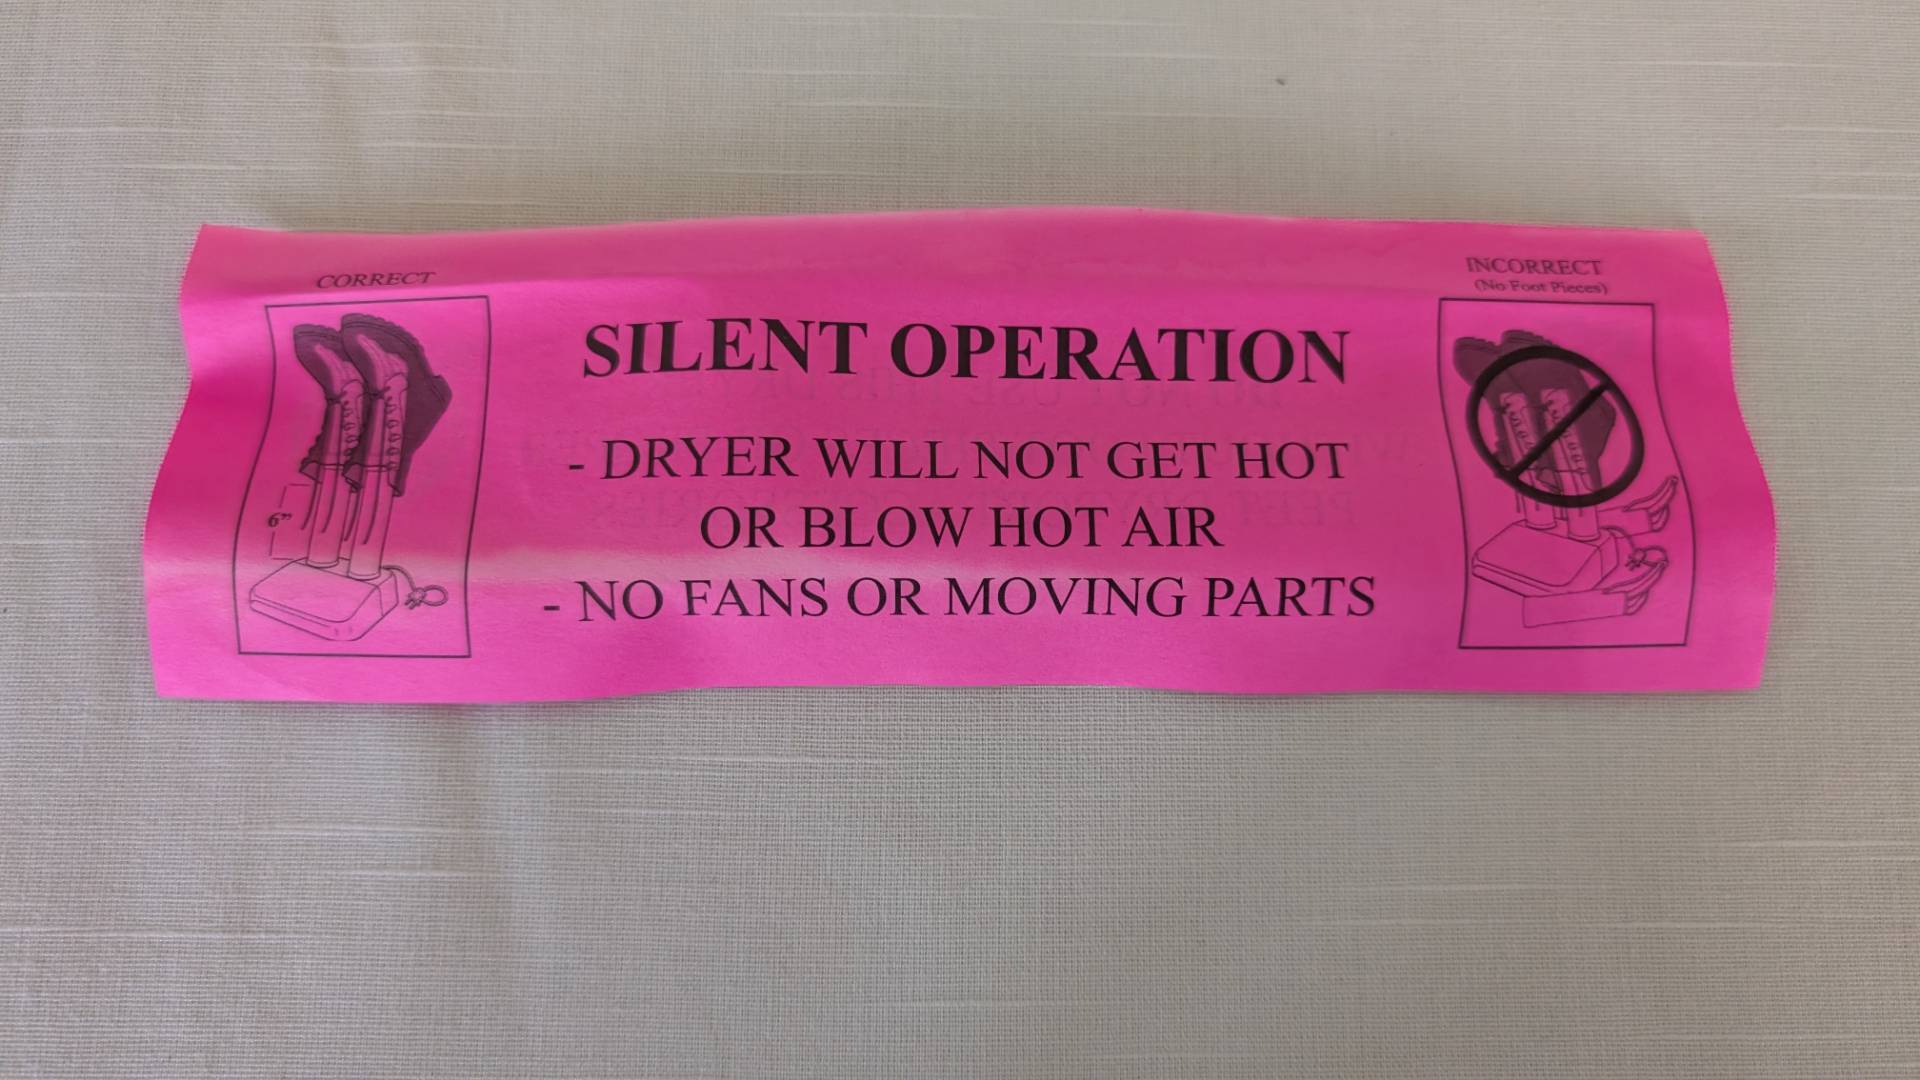 CORRECT
6”
SILENT OPERATION
- DRYER WILL NOT GET HOT
OR BLOW HOT AIR
- NO FANS OR MOVING PARTS
INCORRECT
(No Foot Pieces)